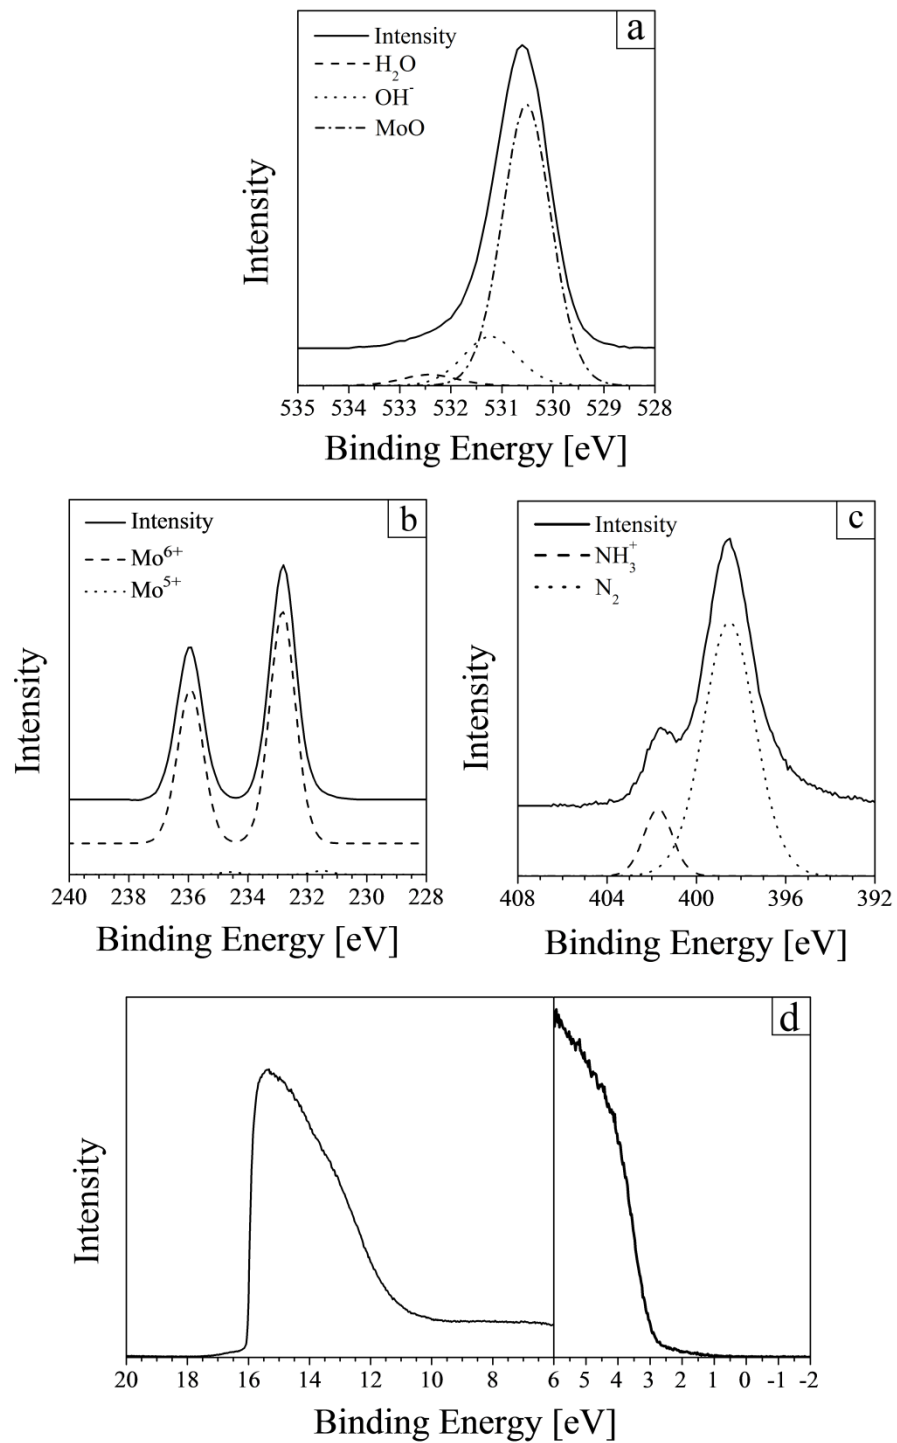 a
Intensity
H₂O
OH⁻
MoO
Intensity
535 534 533 532 531 530 529 528
Binding Energy [eV]
b
Intensity
Mo⁶⁺
Mo⁵⁺
Intensity
240 238 236 234 232 230 228
Binding Energy [eV]
c
Intensity
NH₃⁺
N₂
Intensity
408 404 400 396 392
Binding Energy [eV]
d
Intensity
20 18 16 14 12 10 8 6 5 4 3 2 1 0 -1 -2
Binding Energy [eV]